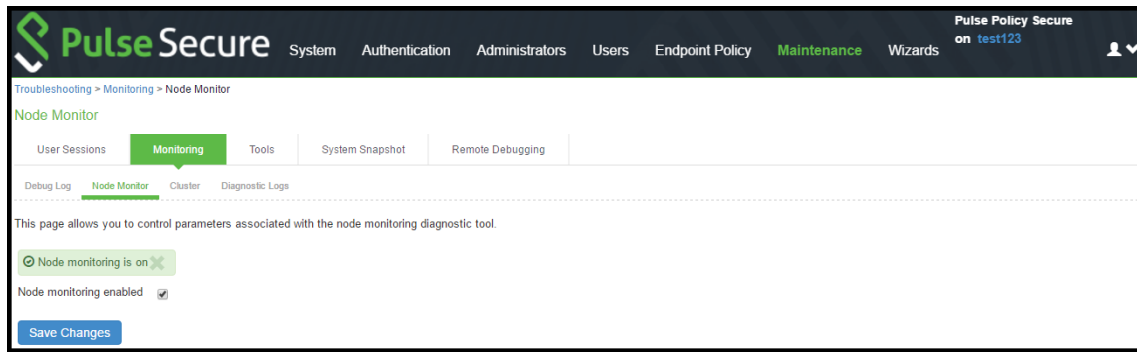 Pulse Secure
System Authentication Administrators Users Endpoint Policy Maintenance Wizards
Pulse Policy Secure
on test123
Troubleshooting > Monitoring > Node Monitor
Node Monitor
User Sessions Monitoring Tools System Snapshot Remote Debugging
Debug Log Node Monitor Cluster Diagnostic Logs
This page allows you to control parameters associated with the node monitoring diagnostic tool.
Node monitoring is on
Node monitoring enabled
Save Changes